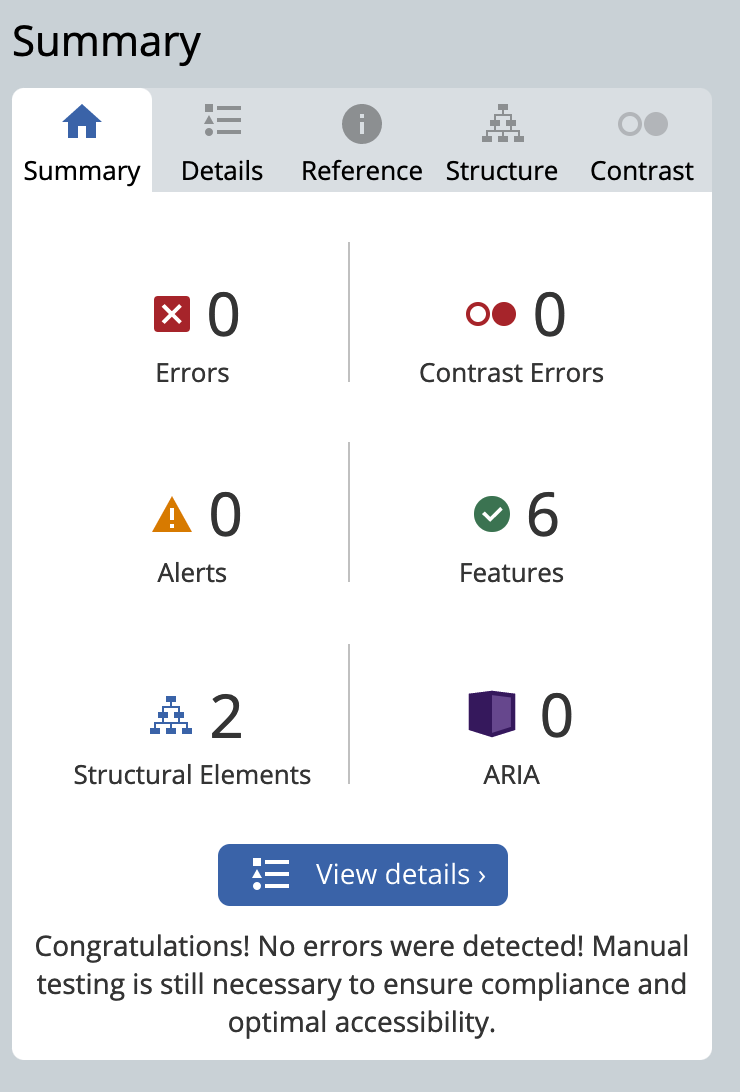 Summary
Summary
Details
Reference
Structure
Contrast
0
Errors
0
Contrast Errors
0
Alerts
6
Features
2
Structural Elements
0
ARIA
View details ›
Congratulations! No errors were detected! Manual
testing is still necessary to ensure compliance and
optimal accessibility.